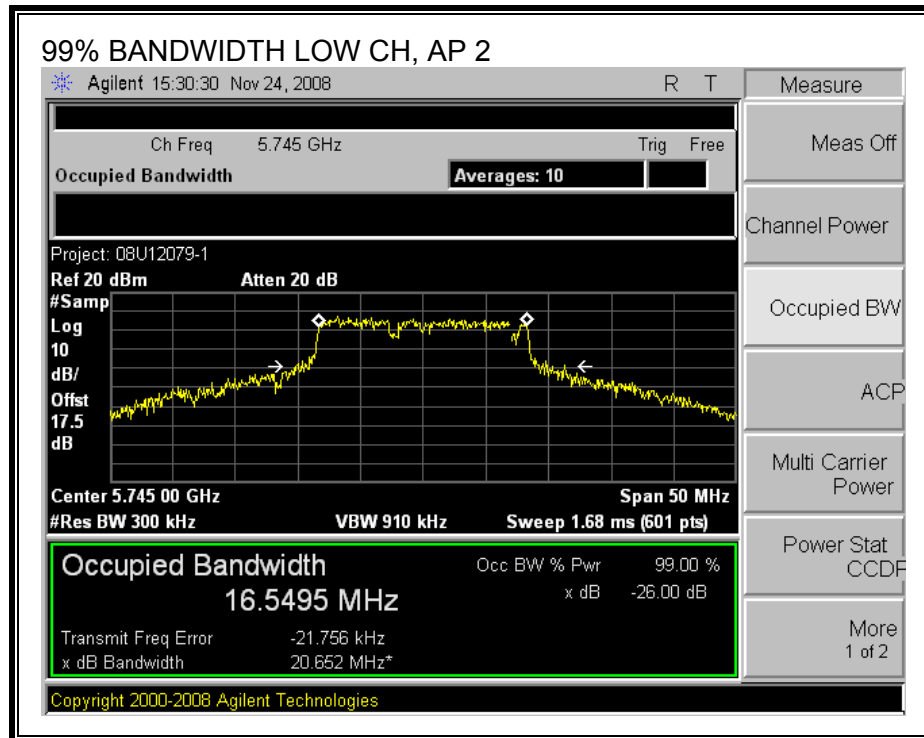 99% BANDWIDTH LOW CH, AP 2
Agilent 15:30:30 Nov 24, 2008 R T
Measure
Ch Freq 5.745 GHz Trig Free
Occupied Bandwidth Averages: 10
Meas Off
Channel Power
Project: 08U12079-1
Ref 20 dBm Atten 20 dB
#Samp
Log
10
dB/
Offst
17.5
dB
Occupied BW
ACP
Multi Carrier
Power
Center 5.745 00 GHz Span 50 MHz
#Res BW 300 kHz VBW 910 kHz Sweep 1.68 ms (601 pts)
Occupied Bandwidth Occ BW % Pwr 99.00 %
16.5495 MHz x dB -26.00 dB
Transmit Freq Error -21.756 kHz
x dB Bandwidth 20.652 MHz*
Power Stat
CCDF
More
1 of 2
Copyright 2000-2008 Agilent Technologies